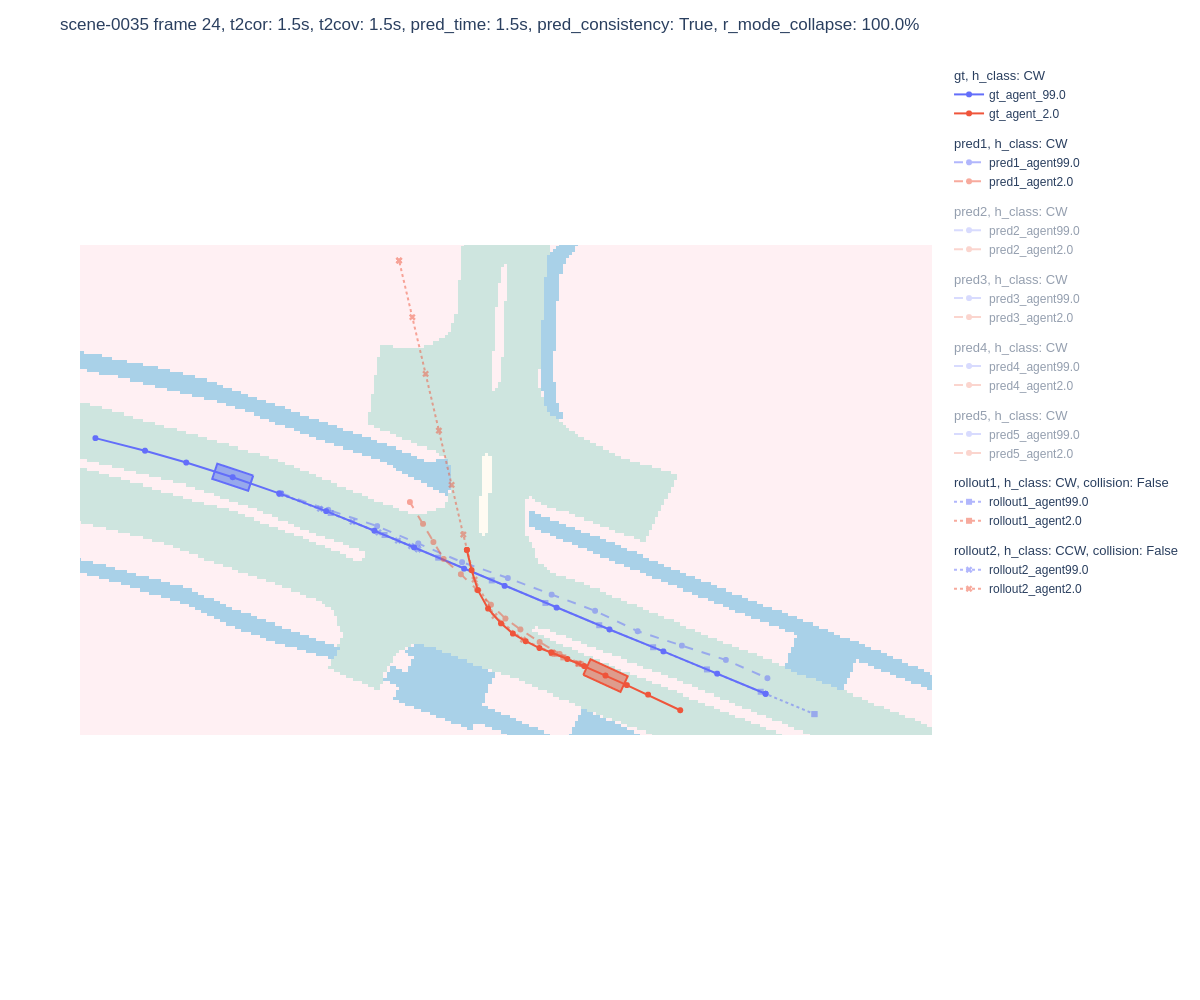 scene-0035 frame 24, t2cor: 1.5s, t2cov: 1.5s, pred_time: 1.5s, pred_consistency: True, r_mode_collapse: 100.0%
gt, h_class: CW
gt_agent_99.0
gt_agent_2.0
pred1, h_class: CW
pred1_agent99.0
pred1_agent2.0
pred2, h_class: CW
pred2_agent99.0
pred2_agent2.0
pred3, h_class: CW
pred3_agent99.0
pred3_agent2.0
pred4, h_class: CW
pred4_agent99.0
pred4_agent2.0
pred5, h_class: CW
pred5_agent99.0
pred5_agent2.0
rollout1, h_class: CW, collision: False
rollout1_agent99.0
rollout1_agent2.0
rollout2, h_class: CCW, collision: False
rollout2_agent99.0
rollout2_agent2.0